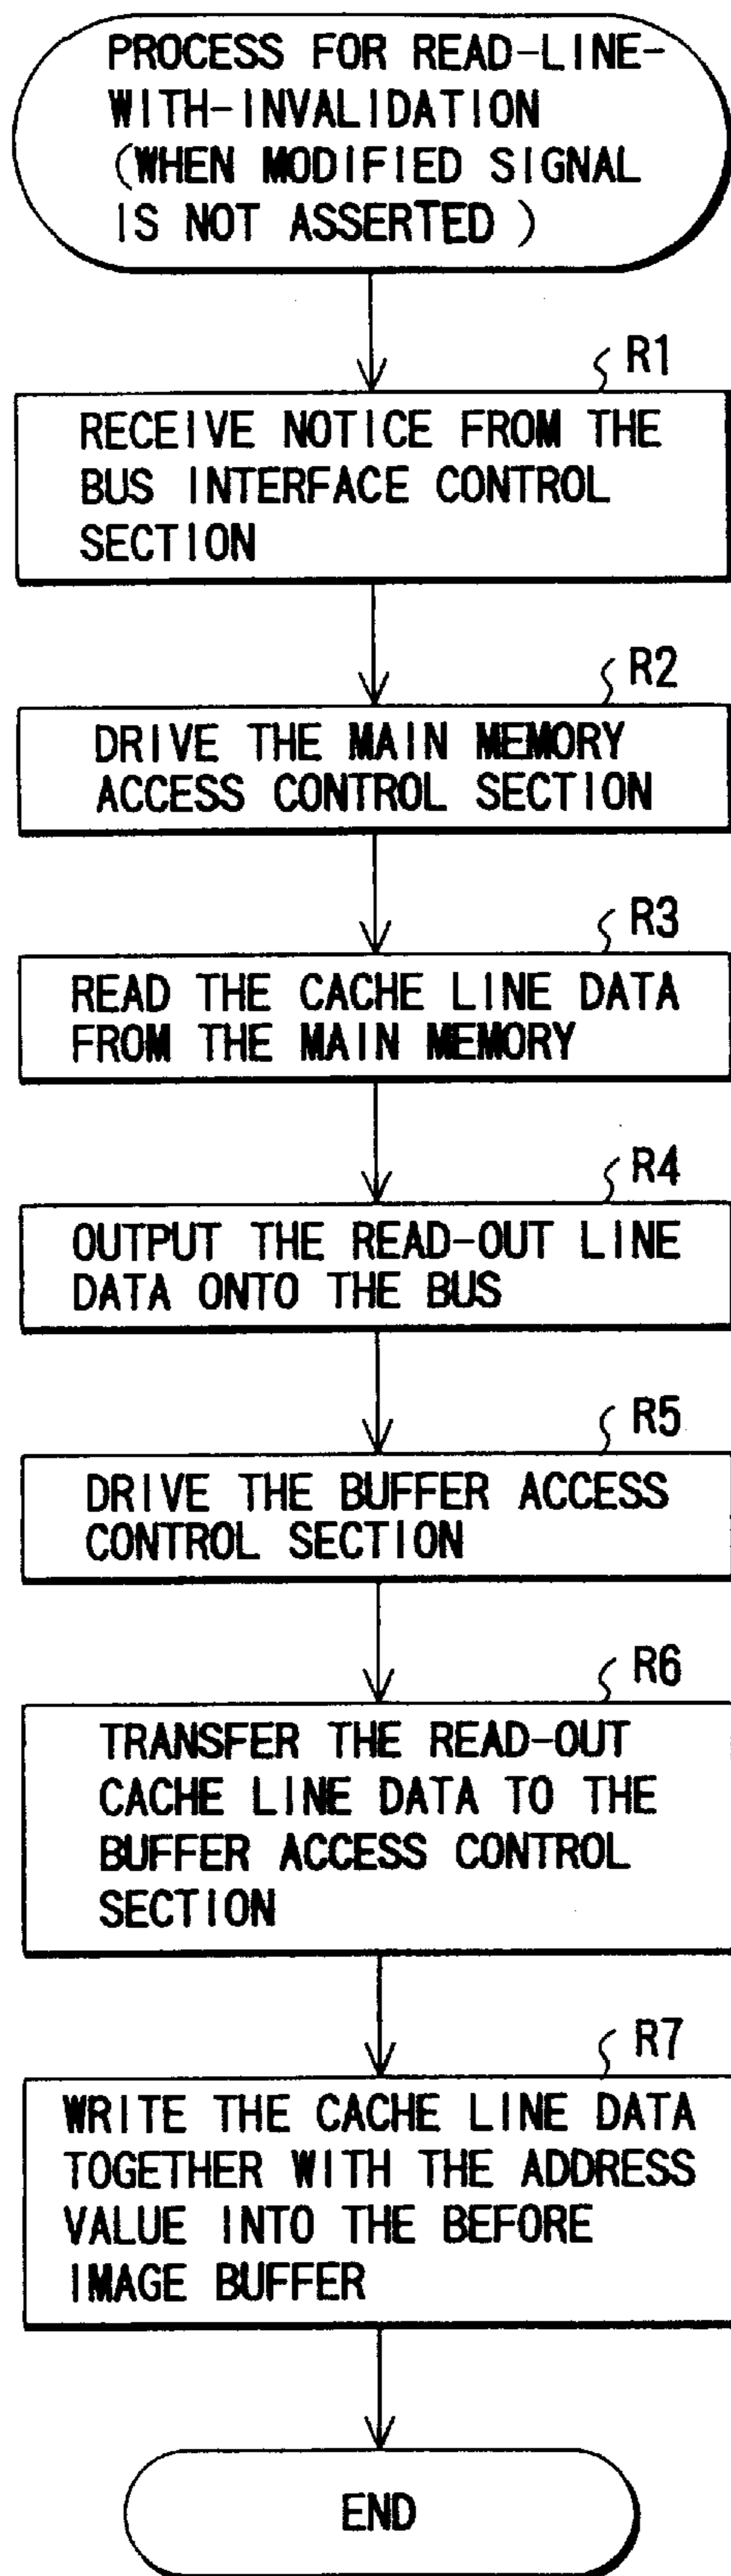 PROCESS FOR READ-LINE-
WITH-INVALIDATION
(WHEN MODIFIED SIGNAL
IS NOT ASSERTED )
R1
RECEIVE NOTICE FROM THE
BUS INTERFACE CONTROL
SECTION
R2
DRIVE THE MAIN MEMORY
ACCESS CONTROL SECTION
R3
READ THE CACHE LINE DATA
FROM THE MAIN MEMORY
R4
OUTPUT THE READ-OUT LINE
DATA ONTO THE BUS
R5
DRIVE THE BUFFER ACCESS
CONTROL SECTION
R6
TRANSFER THE READ-OUT
CACHE LINE DATA TO THE
BUFFER ACCESS CONTROL
SECTION
R7
WRITE THE CACHE LINE DATA
TOGETHER WITH THE ADDRESS
VALUE INTO THE BEFORE
IMAGE BUFFER
END